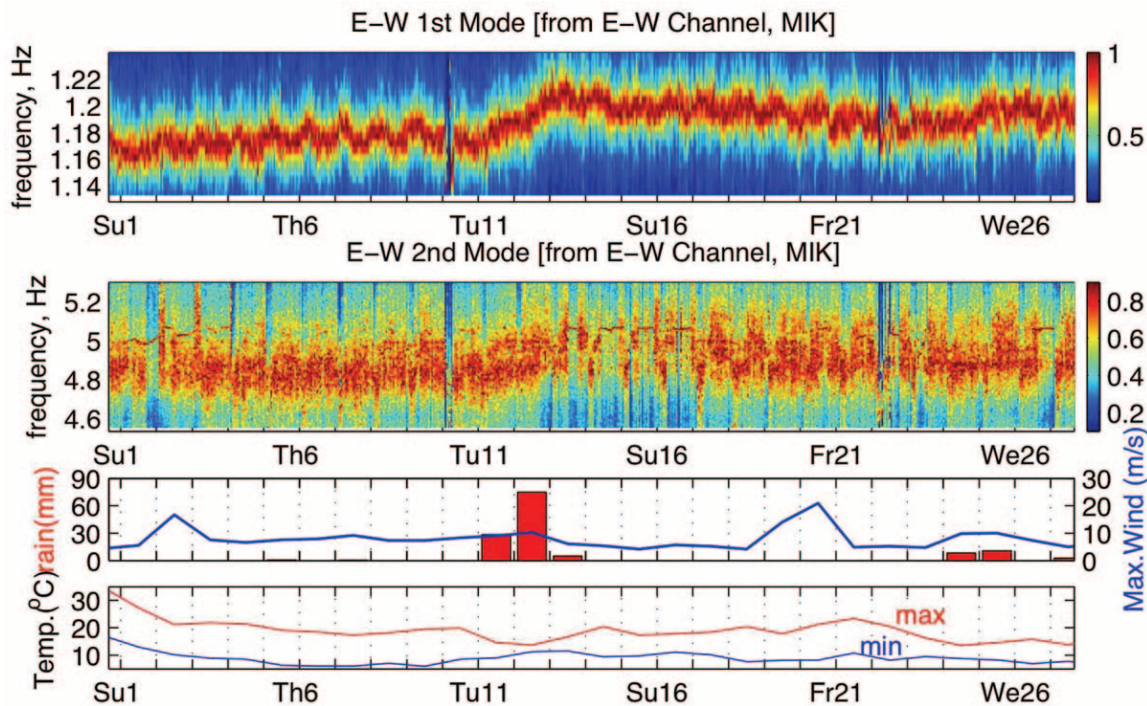 E-W 1st Mode [from E-W Channel, MIK]
frequency, Hz
1.22
1.2
1.18
1.16
1.14
1
0.5
Su1 Th6 Tu11 Su16 Fr21 We26
E-W 2nd Mode [from E-W Channel, MIK]
frequency, Hz
5.2
5
4.8
4.6
0.8
0.6
0.4
0.2
Su1 Th6 Tu11 Su16 Fr21 We26
rain(mm)
90
60
30
0
30
20
10
0
Max.Wind (m/s)
Temp.(ºC)
30
20
10
max
min
Su1 Th6 Tu11 Su16 Fr21 We26